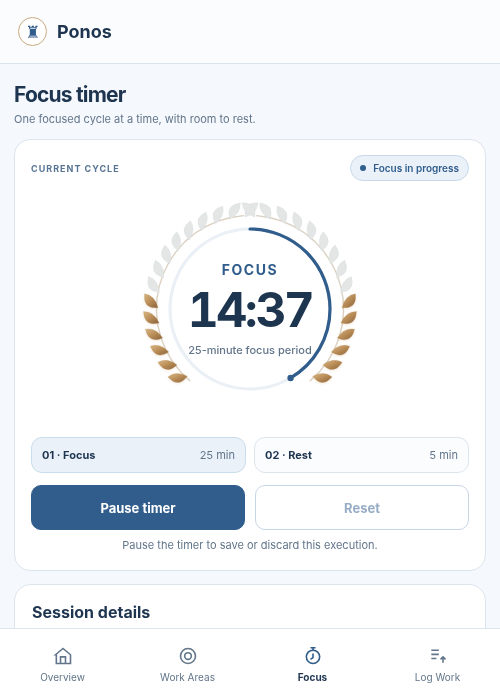 Ponos
Focus timer
One focused cycle at a time, with room to rest.
CURRENT CYCLE
Focus in progress
FOCUS
14:37
25-minute focus period
01 · Focus
25 min
02 · Rest
5 min
Pause timer
Reset
Pause the timer to save or discard this execution.
Session details
Overview
Work Areas
Focus
Log Work